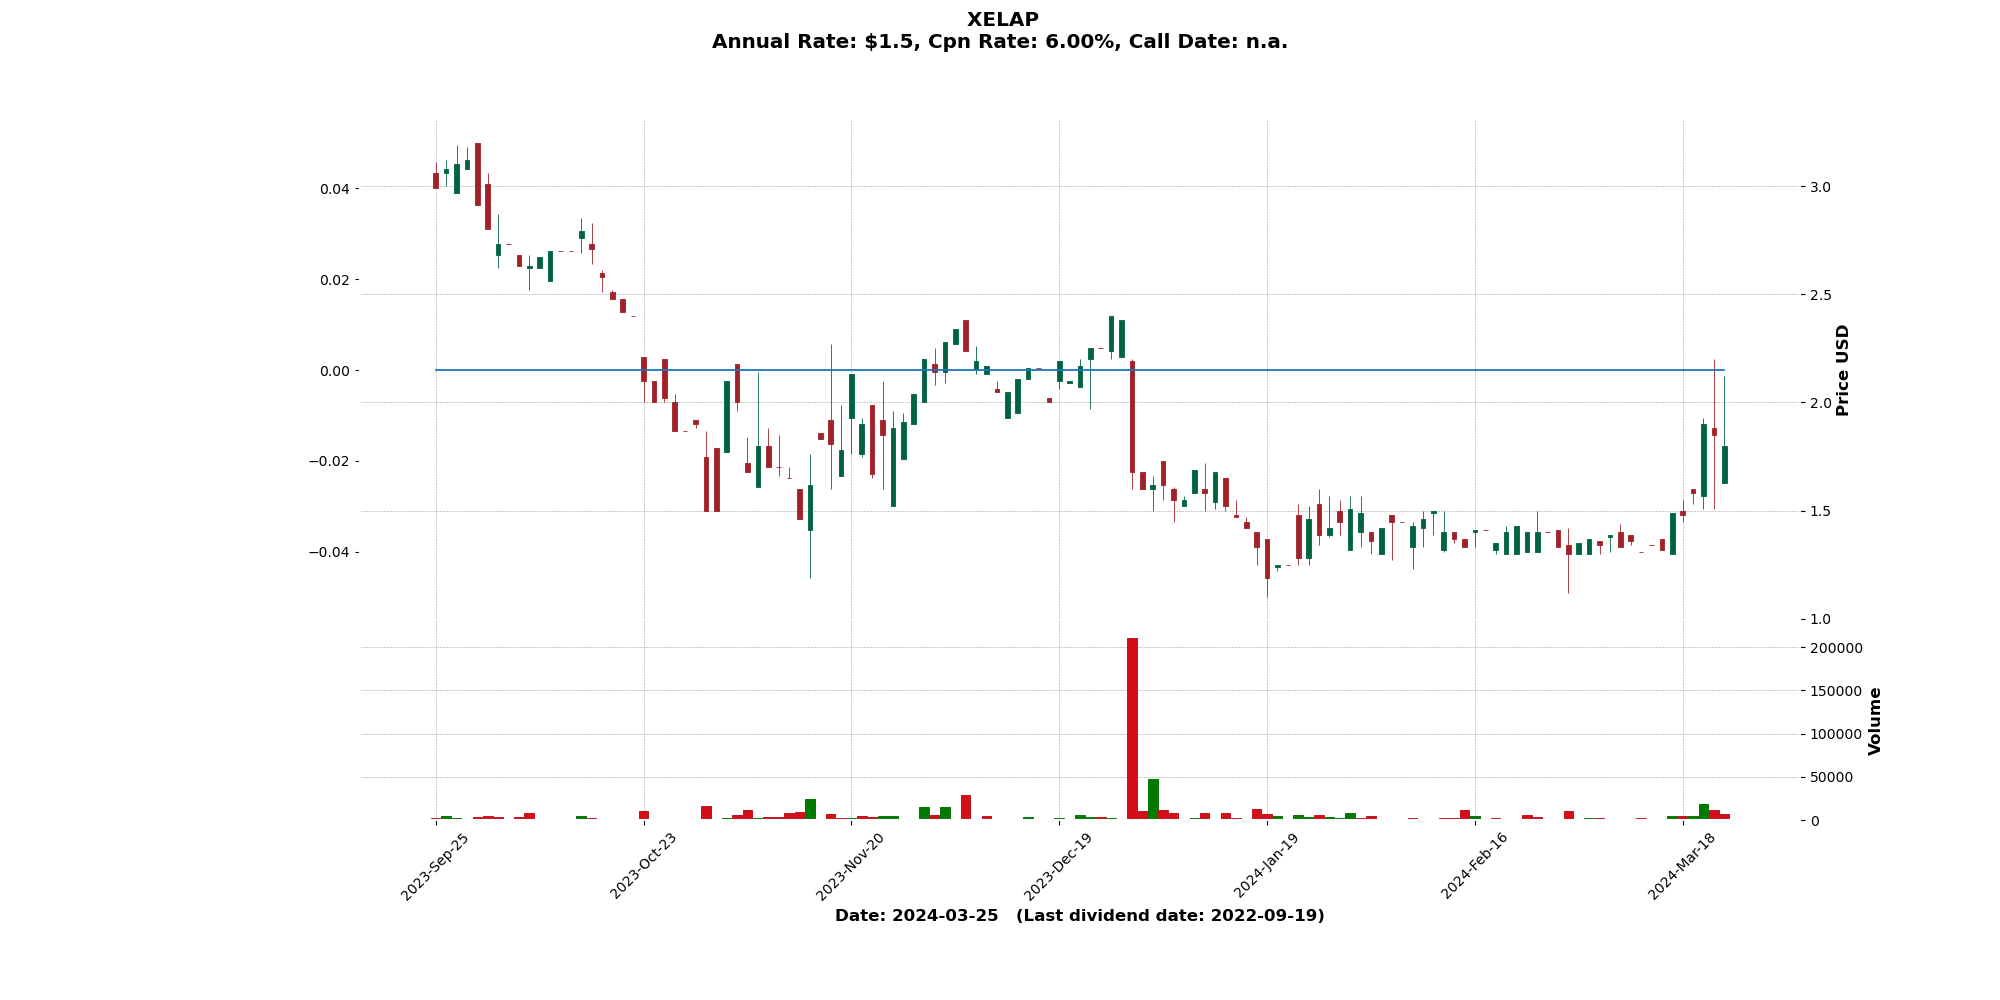 XELAP
Annual Rate: $1.5, Cpn Rate: 6.00%, Call Date: n.a.
0.04
0.02
0.00
−0.02
−0.04
3.0
2.5
2.0
1.5
1.0
Price USD
200000
150000
100000
50000
0
Volume
2023-Sep-25
2023-Oct-23
2023-Nov-20
2023-Dec-19
2024-Jan-19
2024-Feb-16
2024-Mar-18
Date: 2024-03-25   (Last dividend date: 2022-09-19)